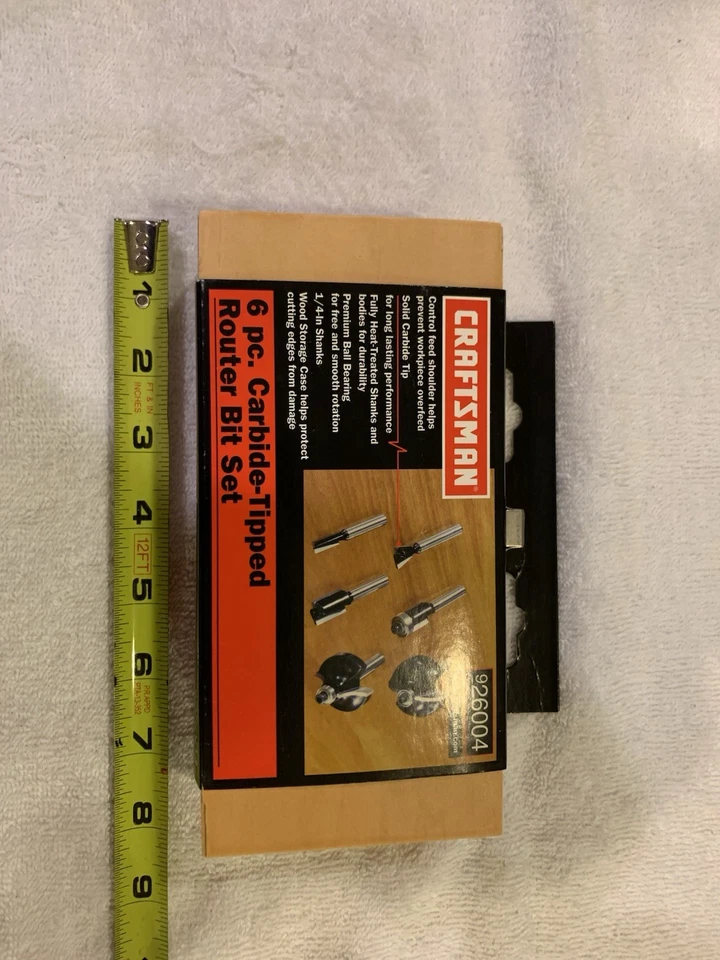 CRAFTSMAN
Control feed shoulder helps
prevent workpiece overfeed
Solid Carbide Tip
for long lasting performance
Fully Heat-Treated Shanks and
bodies for durability
Premium Ball Bearing
for free and smooth rotation
1/4-In Shanks
Wood Storage Case helps protect
cutting edges from damage
6 pc. Carbide-Tipped
Router Bit Set
926004
1
2
FT & IN
INCHES
3
4
12FT
5
6
7
8
9